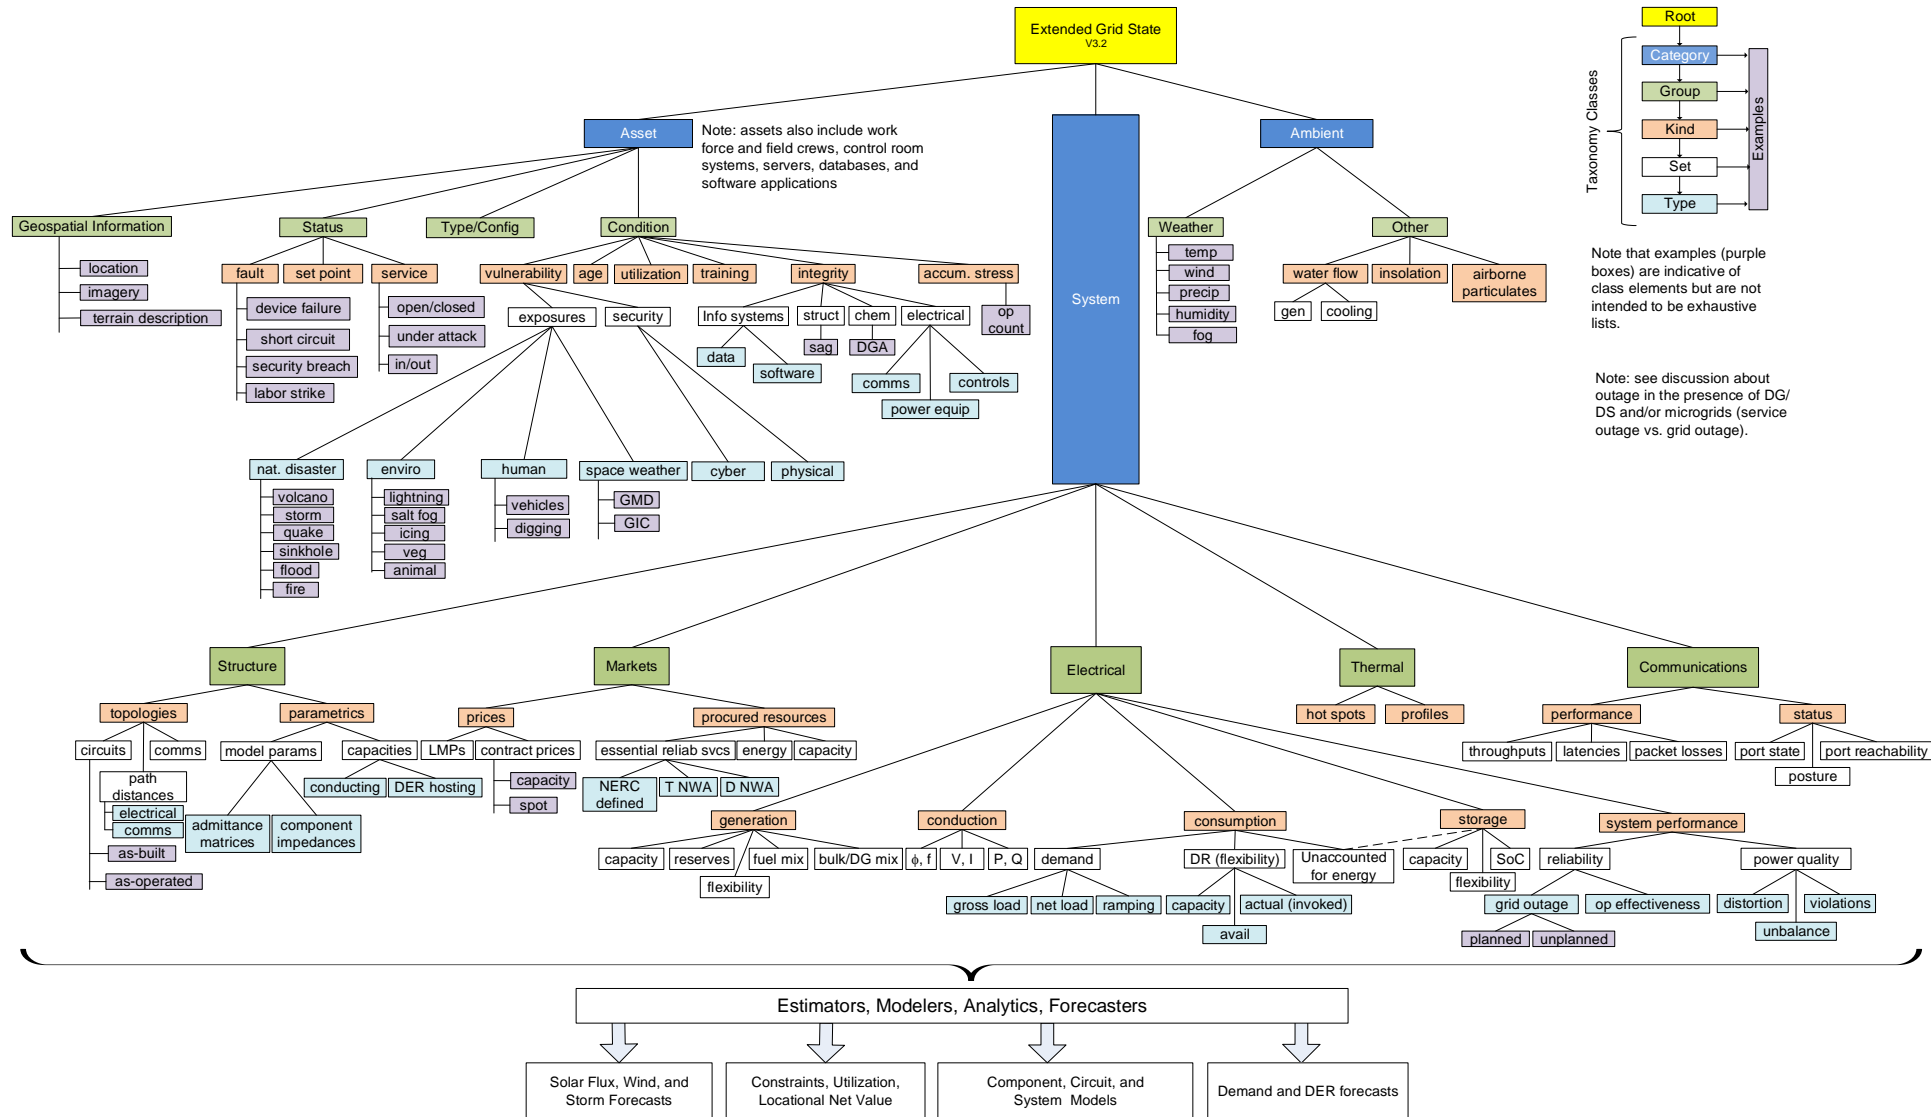 Extended Grid State
V3.2
Root
Category
Group
Kind
Set
Type
Taxonomy Classes
Examples
Asset
Note: assets also include work
force and field crews, control room
systems, servers, databases, and
software applications
System
Ambient
Geospatial Information
Status
Type/Config
Condition
Weather
Other
location
imagery
terrain description
fault
set point
service
device failure
short circuit
security breach
labor strike
open/closed
under attack
in/out
vulnerability
age
utilization
training
integrity
accum. stress
exposures
security
Info systems
struct
chem
electrical
op
count
data
software
sag
DGA
comms
controls
power equip
temp
wind
precip
humidity
fog
water flow
insolation
airborne
particulates
gen
cooling
Note that examples (purple
boxes) are indicative of
class elements but are not
intended to be exhaustive
lists.
Note: see discussion about
outage in the presence of DG/
DS and/or microgrids (service
outage vs. grid outage).
nat. disaster
enviro
human
space weather
cyber
physical
volcano
storm
quake
sinkhole
flood
fire
lightning
salt fog
icing
veg
animal
vehicles
digging
GMD
GIC
Structure
Markets
Electrical
Thermal
Communications
topologies
parametrics
prices
procured resources
hot spots
profiles
performance
status
circuits
comms
path
distances
electrical
comms
as-built
as-operated
model params
capacities
conducting
DER hosting
admittance
matrices
component
impedances
LMPs
contract prices
capacity
spot
essential reliab svcs
energy
capacity
NERC
defined
T NWA
D NWA
throughputs
latencies
packet losses
port state
port reachability
posture
generation
conduction
consumption
storage
system performance
capacity
reserves
fuel mix
bulk/DG mix
flexibility
ϕ, f
V, I
P, Q
demand
DR (flexibility)
Unaccounted
for energy
gross load
net load
ramping
capacity
actual (invoked)
avail
capacity
SoC
flexibility
reliability
power quality
grid outage
op effectiveness
distortion
violations
unbalance
planned
unplanned
Estimators, Modelers, Analytics, Forecasters
Solar Flux, Wind, and
Storm Forecasts
Constraints, Utilization,
Locational Net Value
Component, Circuit, and
System Models
Demand and DER forecasts